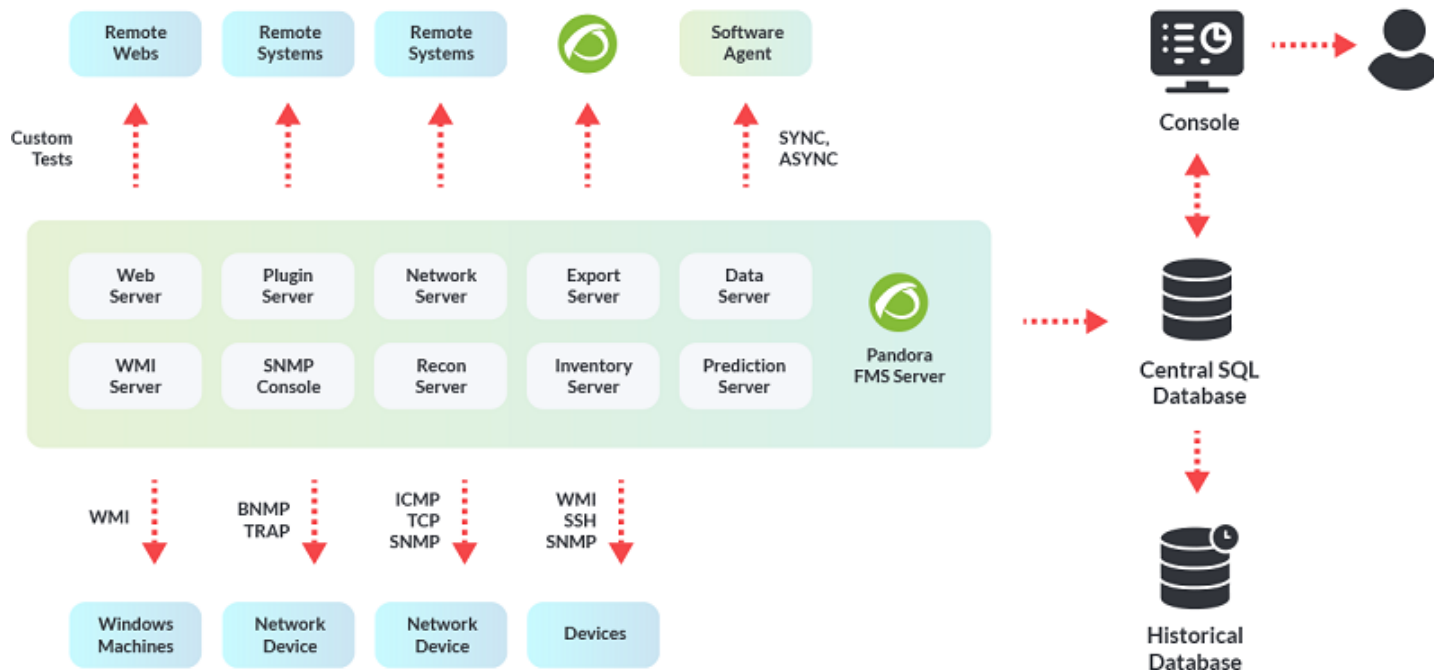 Remote
Webs
Remote
Systems
Remote
Systems
Software
Agent
Console
Custom
Tests
SYNC,
ASYNC
Web
Server
Plugin
Server
Network
Server
Export
Server
Data
Server
WMI
Server
SNMP
Console
Recon
Server
Inventory
Server
Prediction
Server
Pandora
FMS Server
Central SQL
Database
WMI
BNMP
TRAP
ICMP
TCP
SNMP
WMI
SSH
SNMP
Windows
Machines
Network
Device
Network
Device
Devices
Historical
Database